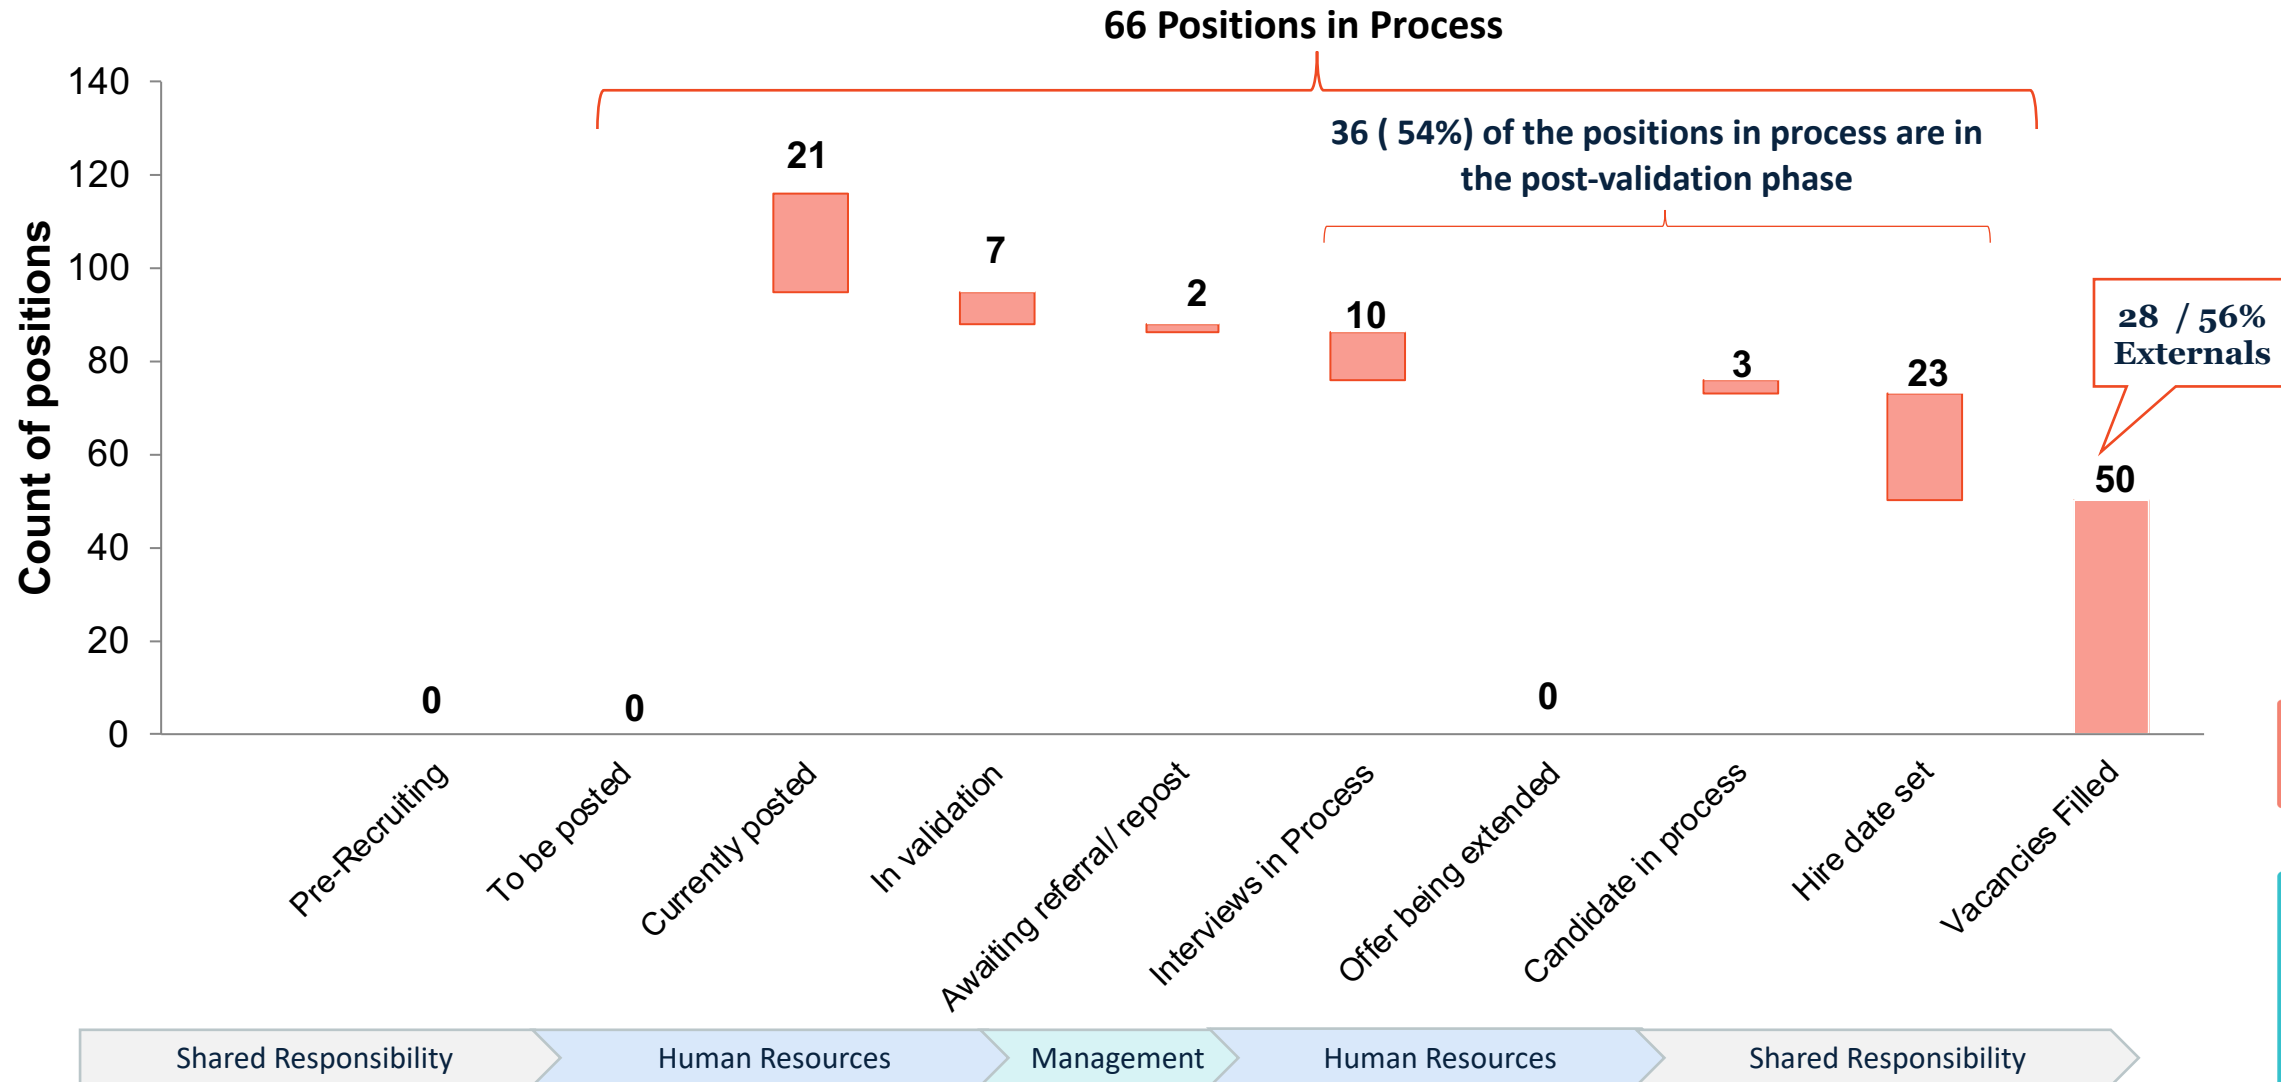 66 Positions in Process
36 ( 54%) of the positions in process are in
the post-validation phase
Count of positions
140
120
100
80
60
40
20
0
0
0
21
7
2
10
0
3
23
50
28 / 56%
Externals
Pre-Recruiting
To be posted
Currently posted
In validation
Awaiting referral/ repost
Interviews in Process
Offer being extended
Candidate in process
Hire date set
Vacancies Filled
Shared Responsibility
Human Resources
Management
Human Resources
Shared Responsibility